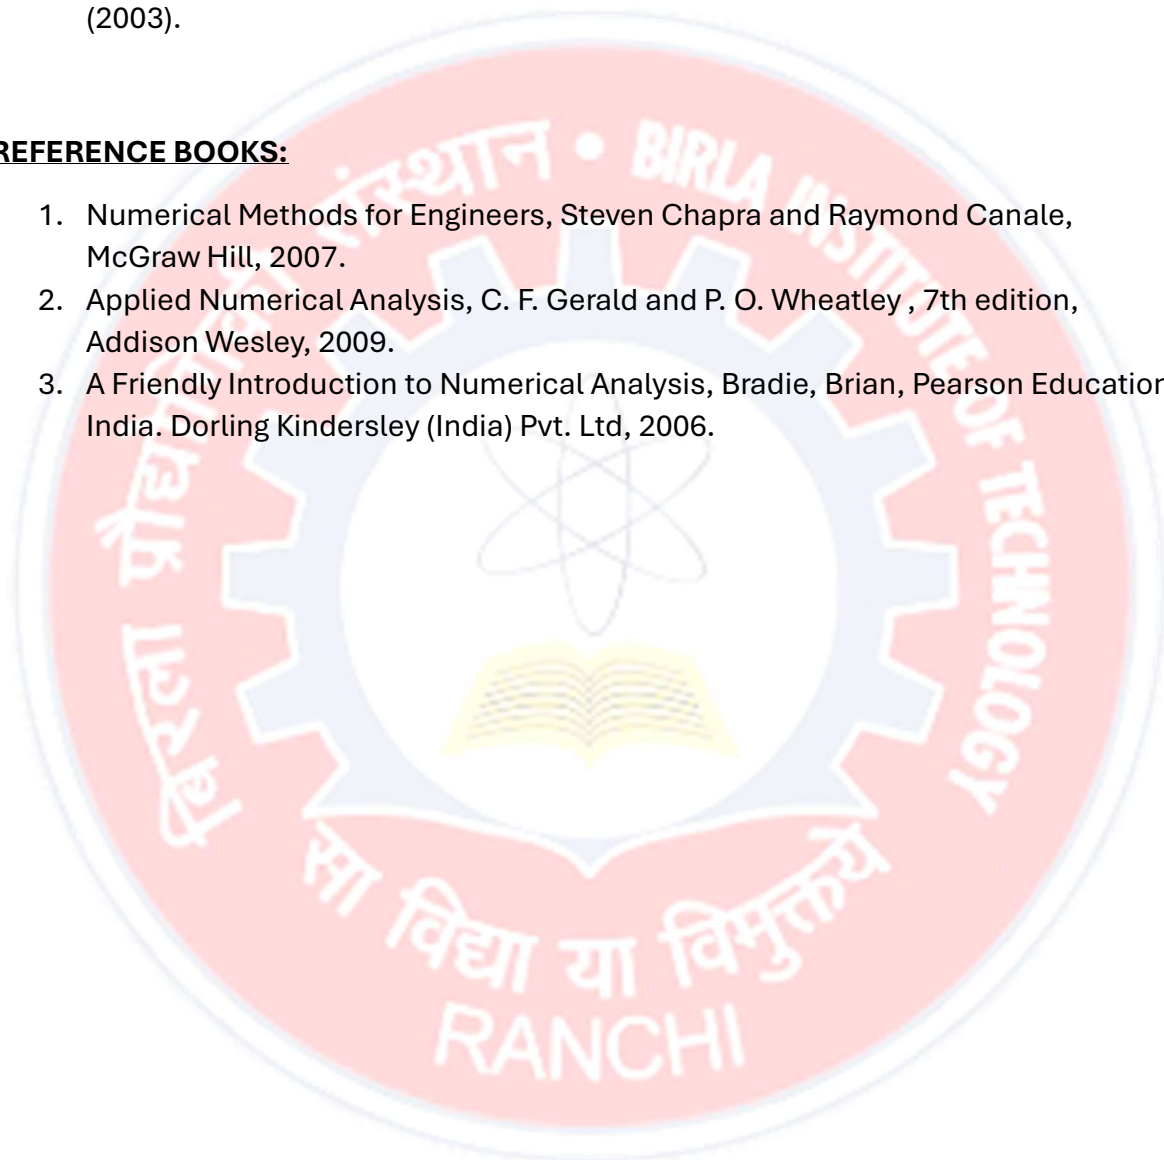 (2003).
REFERENCE BOOKS:
1. Numerical Methods for Engineers, Steven Chapra and Raymond Canale,
McGraw Hill, 2007.
2. Applied Numerical Analysis, C. F. Gerald and P. O. Wheatley , 7th edition,
Addison Wesley, 2009.
3. A Friendly Introduction to Numerical Analysis, Bradie, Brian, Pearson Education
India. Dorling Kindersley (India) Pvt. Ltd, 2006.
बिरला प्रौद्योगिकी संस्थान • BIRLA INSTITUTE OF TECHNOLOGY
सा विद्या या विमुक्तये
RANCHI